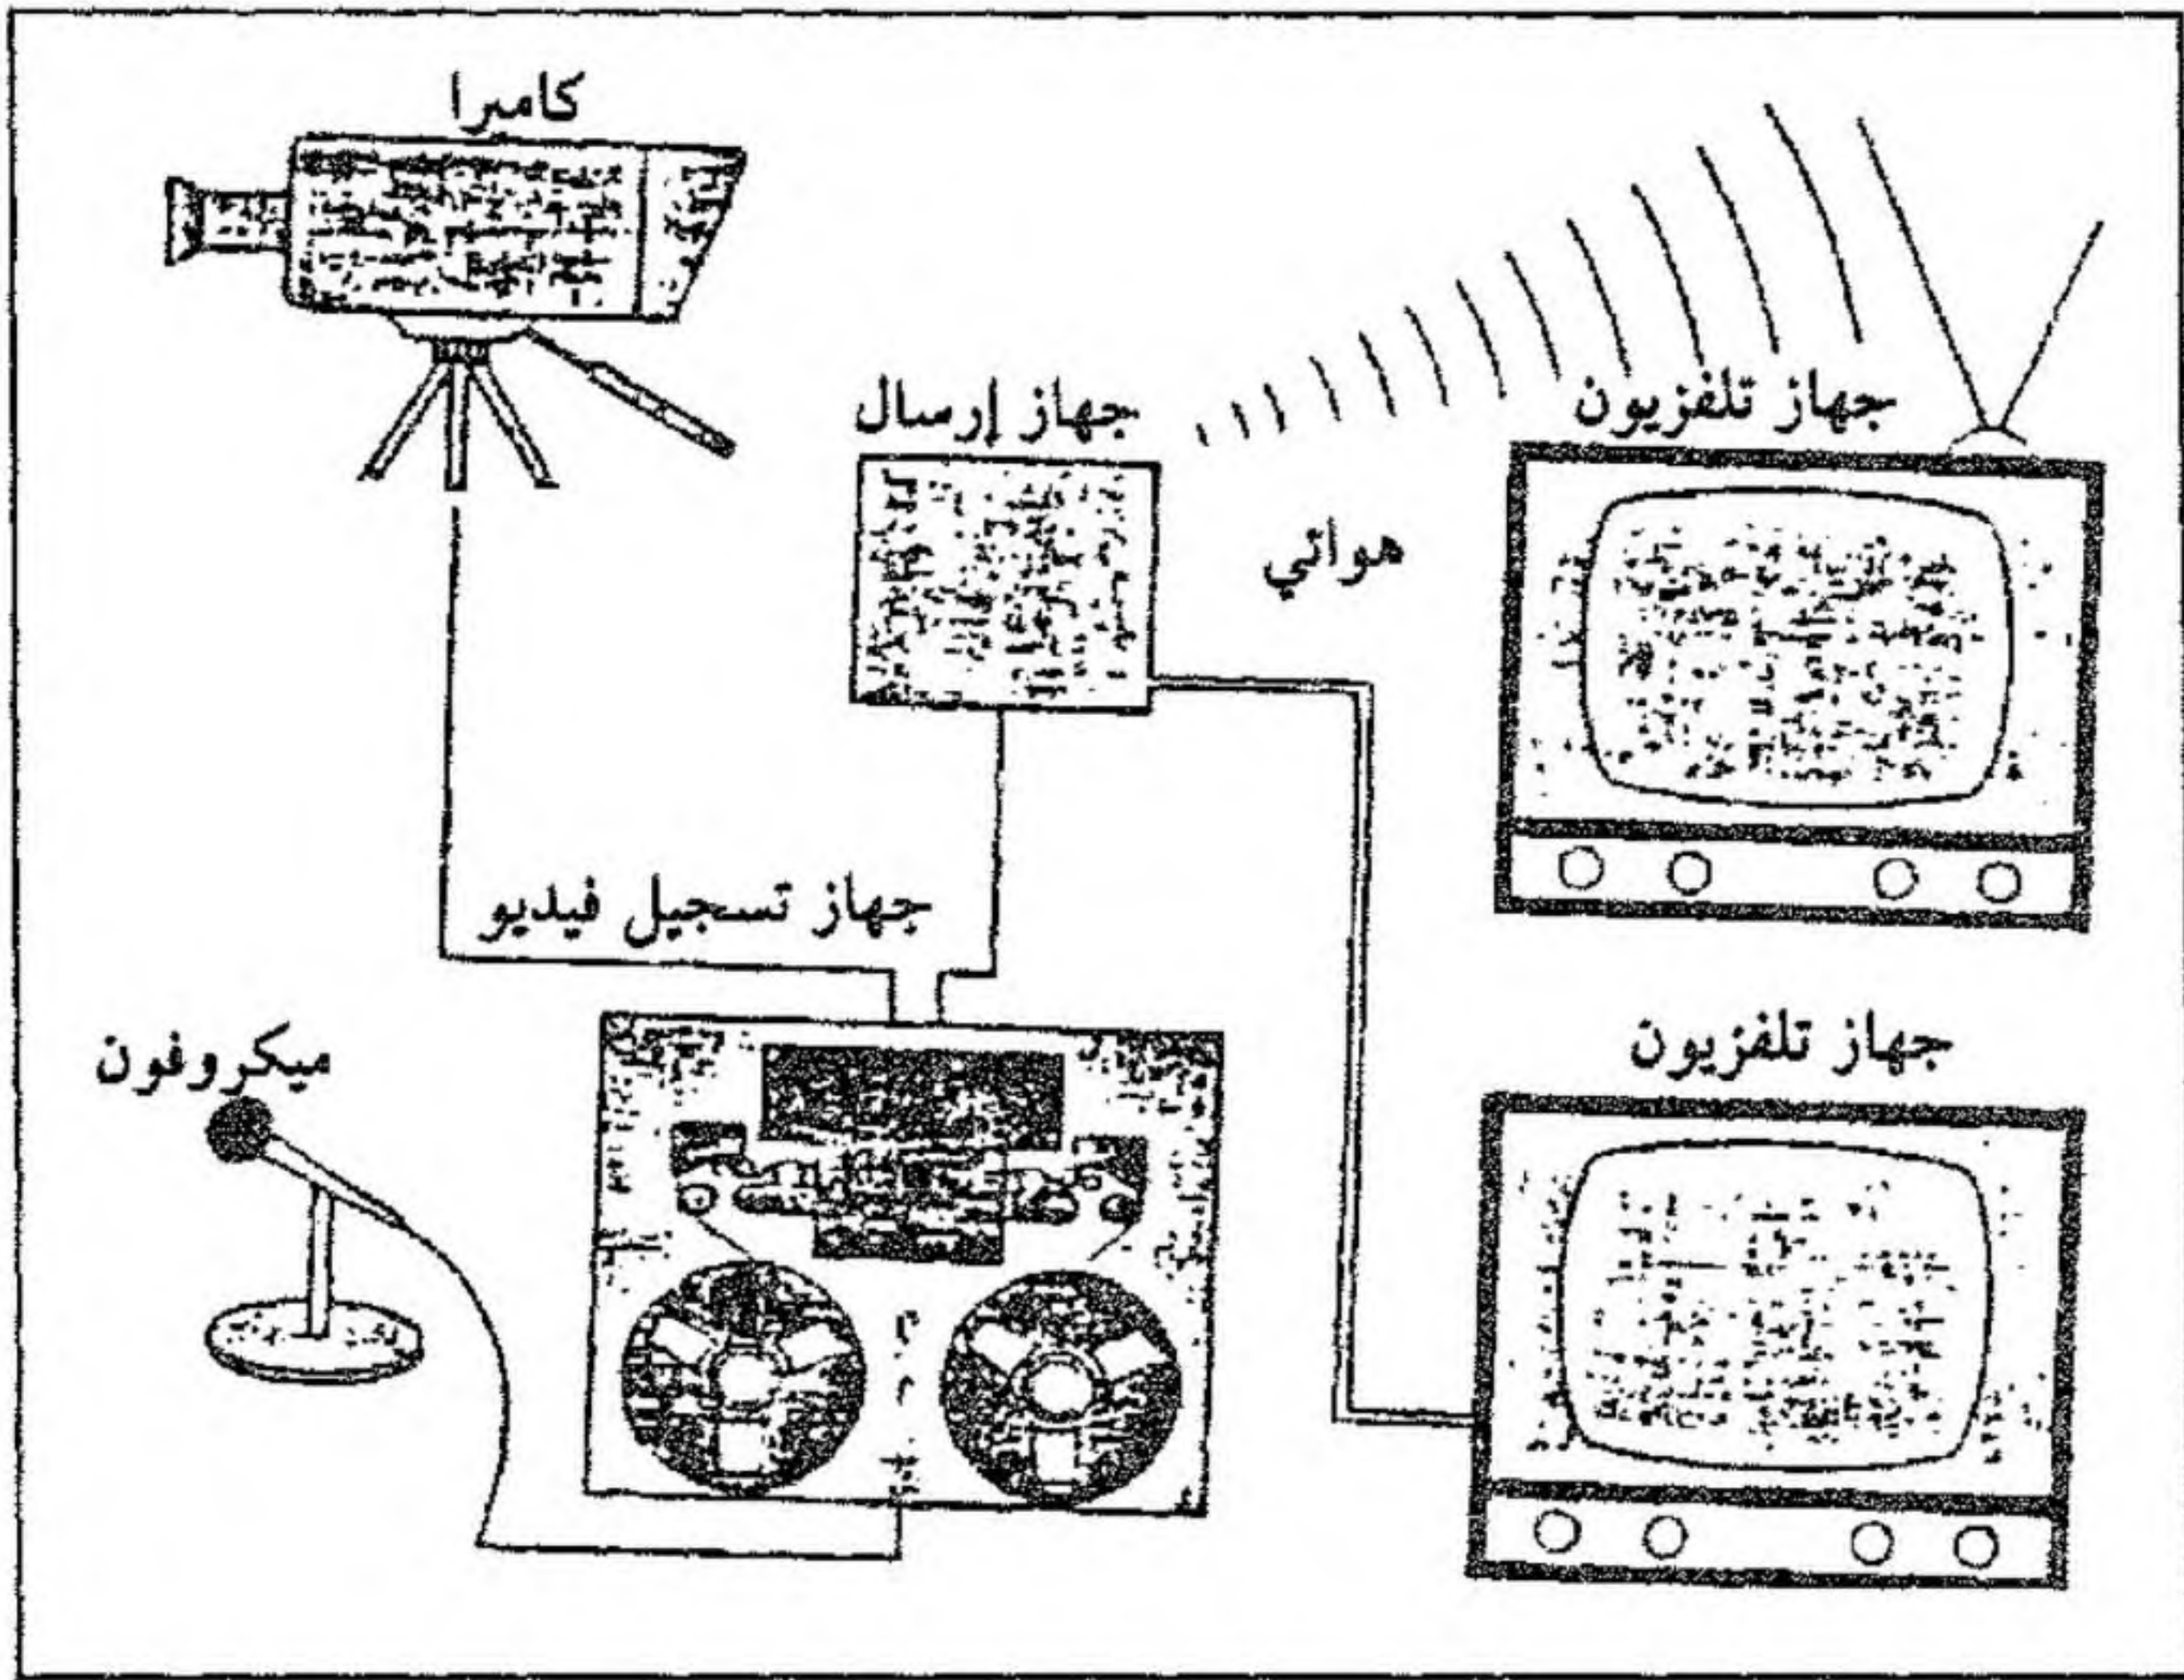 كاميرا
جهاز إرسال
جهاز تلفزيون
هوائي
جهاز تسجيل فيديو
ميكروفون
جهاز تلفزيون